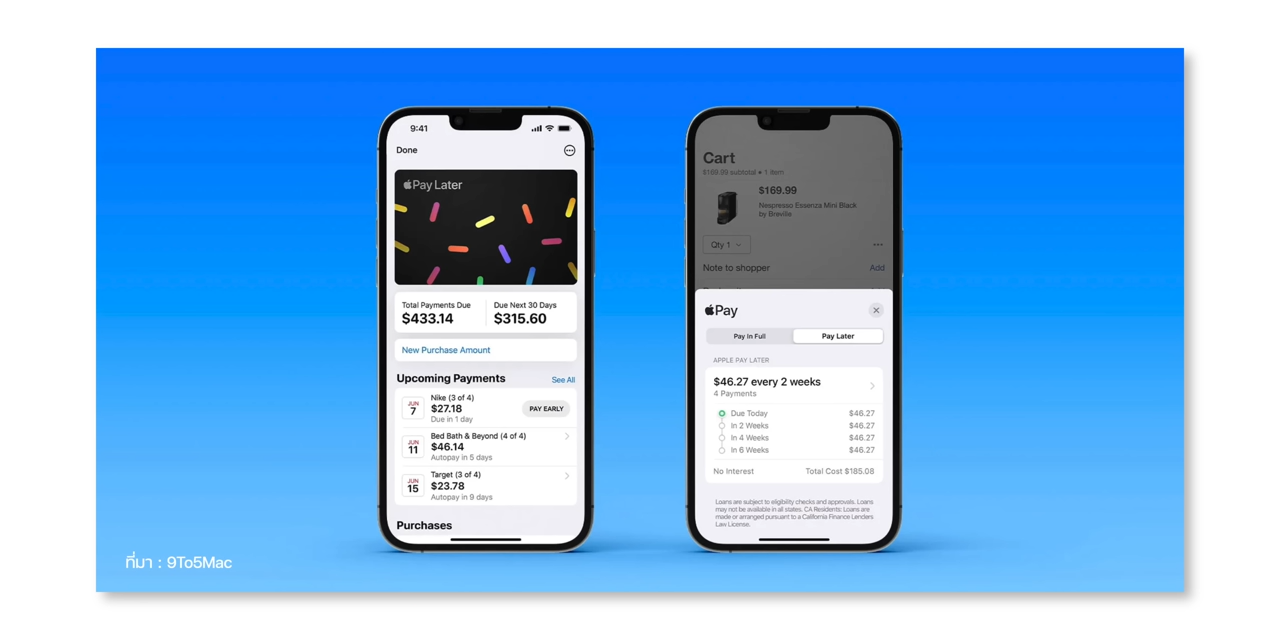 9:41
Done
Pay Later
Total Payments Due
$433.14
Due Next 30 Days
$315.60
New Purchase Amount
Upcoming Payments See All
JUN
7
Nike (3 of 4)
$27.18
Due in 1 day
PAY EARLY
JUN
11
Bed Bath & Beyond (4 of 4)
$46.14
Autopay in 5 days
JUN
15
Target (3 of 4)
$23.78
Autopay in 9 days
Purchases
Cart
$169.99 subtotal • 1 item
$169.99
Nespresso Essenza Mini Black
by Breville
Qty 1
Note to shopper Add
Pay
Pay In Full Pay Later
APPLE PAY LATER
$46.27 every 2 weeks
4 Payments
Due Today $46.27
In 2 Weeks $46.27
In 4 Weeks $46.27
In 6 Weeks $46.27
No Interest Total Cost $185.08
Loans are subject to eligibility checks and approvals. Loans
may not be available in all states. CA Residents: Loans are
made or arranged pursuant to a California Finance Lenders
Law License.
ที่มา : 9To5Mac